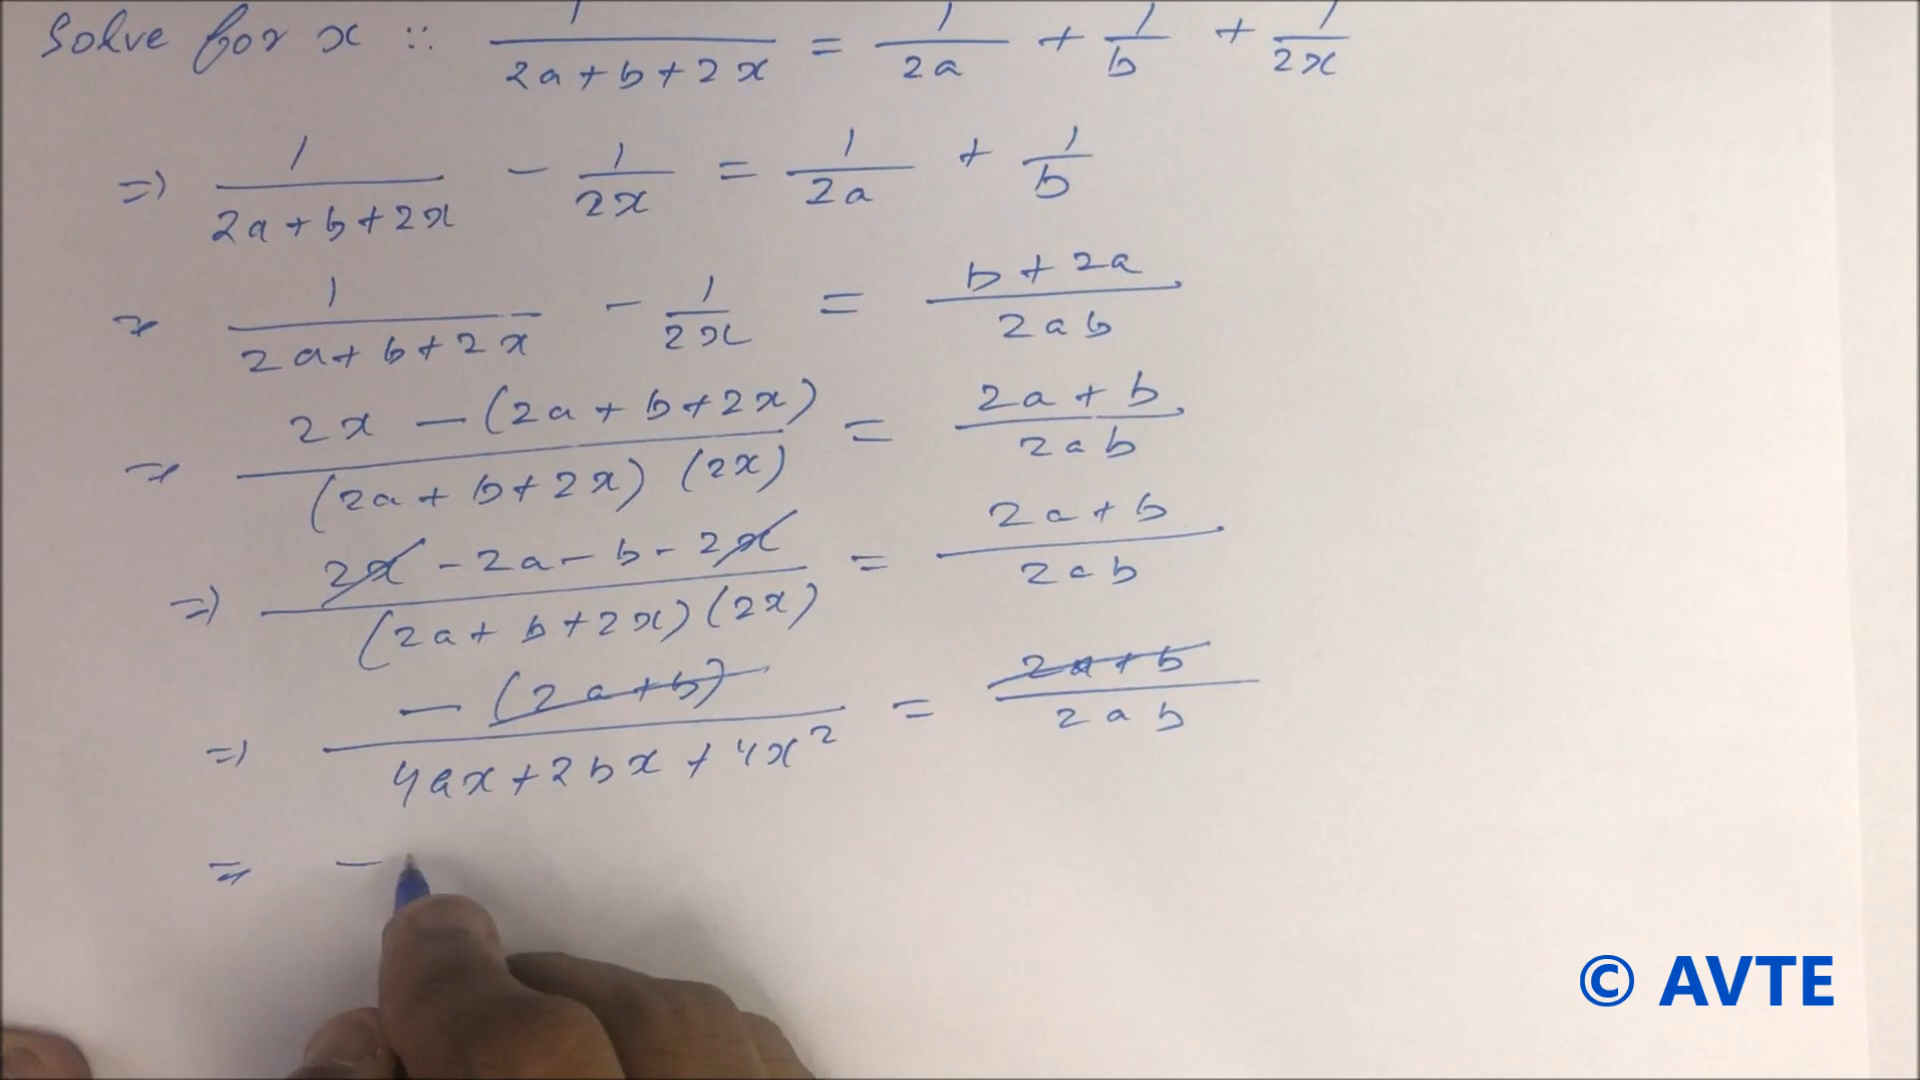 Solve for x :: 1/(2a+b+2x) = 1/2a + 1/b + 1/2x
=) 1/(2a+b+2x) - 1/2x = 1/2a + 1/b
=> 1/(2a+b+2x) - 1/2x = (b+2a)/2ab
=> (2x - (2a+b+2x))/((2a+b+2x) (2x)) = (2a+b)/2ab
=) (2x - 2a - b - 2x)/((2a+b+2x)(2x)) = (2a+b)/2ab
=) -(2a+b)/(4ax+2bx+4x²) = (2a+b)/2ab
=> -
© AVTE